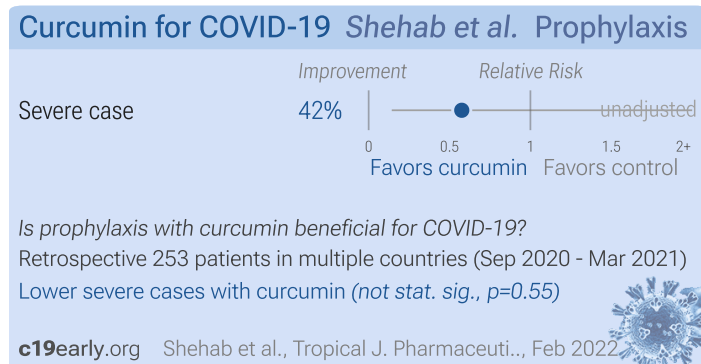 Curcumin for COVID-19 Shehab et al. Prophylaxis
Improvement Relative Risk
Severe case 42% unadjusted
0 0.5 1 1.5 2+
Favors curcumin Favors control
Is prophylaxis with curcumin beneficial for COVID-19?
Retrospective 253 patients in multiple countries (Sep 2020 - Mar 2021)
Lower severe cases with curcumin (not stat. sig., p=0.55)
c19early.org Shehab et al., Tropical J. Pharmaceuti.., Feb 2022